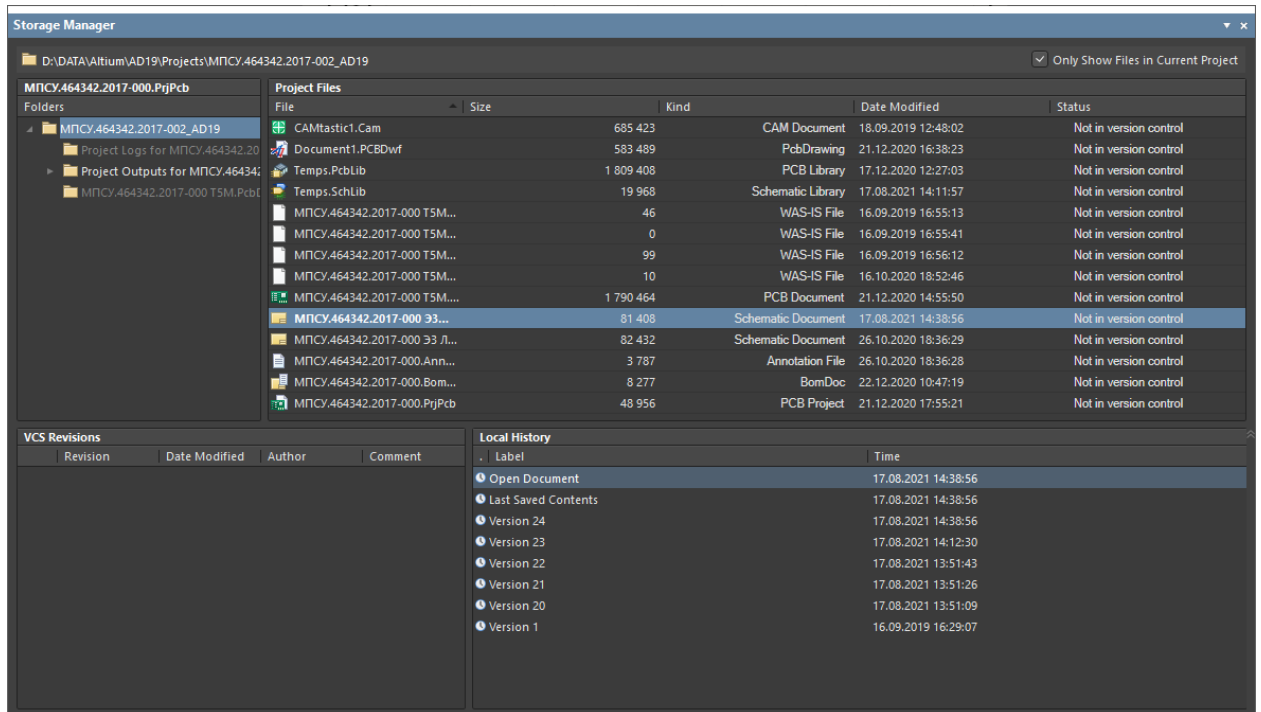 Storage Manager
D:\DATA\Altium\AD19\Projects\МПСУ.464342.2017-002_AD19
Only Show Files in Current Project
МПСУ.464342.2017-000.PrjPcb
Folders
МПСУ.464342.2017-002_AD19
Project Logs for МПСУ.464342.20
Project Outputs for МПСУ.464342
МПСУ.464342.2017-000 T5M.PcbD
Project Files
File Size Kind Date Modified Status
CAMtastic1.Cam 685 423 CAM Document 18.09.2019 12:48:02 Not in version control
Document1.PCBDwf 583 489 PcbDrawing 21.12.2020 16:38:23 Not in version control
Temps.PcbLib 1 809 408 PCB Library 17.12.2020 12:27:03 Not in version control
Temps.SchLib 19 968 Schematic Library 17.08.2021 14:11:57 Not in version control
МПСУ.464342.2017-000 T5M... 46 WAS-IS File 16.09.2019 16:55:13 Not in version control
МПСУ.464342.2017-000 T5M... 0 WAS-IS File 16.09.2019 16:55:41 Not in version control
МПСУ.464342.2017-000 T5M... 99 WAS-IS File 16.09.2019 16:56:12 Not in version control
МПСУ.464342.2017-000 T5M... 10 WAS-IS File 16.10.2020 18:52:46 Not in version control
МПСУ.464342.2017-000 T5M.... 1 790 464 PCB Document 21.12.2020 14:55:50 Not in version control
МПСУ.464342.2017-000 Э3... 81 408 Schematic Document 17.08.2021 14:38:56 Not in version control
МПСУ.464342.2017-000 Э3 Л... 82 432 Schematic Document 26.10.2020 18:36:29 Not in version control
МПСУ.464342.2017-000.Ann... 3 787 Annotation File 26.10.2020 18:36:28 Not in version control
МПСУ.464342.2017-000.Bom... 8 277 BomDoc 22.12.2020 10:47:19 Not in version control
МПСУ.464342.2017-000.PrjPcb 48 956 PCB Project 21.12.2020 17:55:21 Not in version control
VCS Revisions
Revision Date Modified Author Comment
Local History
. Label Time
Open Document 17.08.2021 14:38:56
Last Saved Contents 17.08.2021 14:38:56
Version 24 17.08.2021 14:38:56
Version 23 17.08.2021 14:12:30
Version 22 17.08.2021 13:51:43
Version 21 17.08.2021 13:51:26
Version 20 17.08.2021 13:51:09
Version 1 16.09.2019 16:29:07